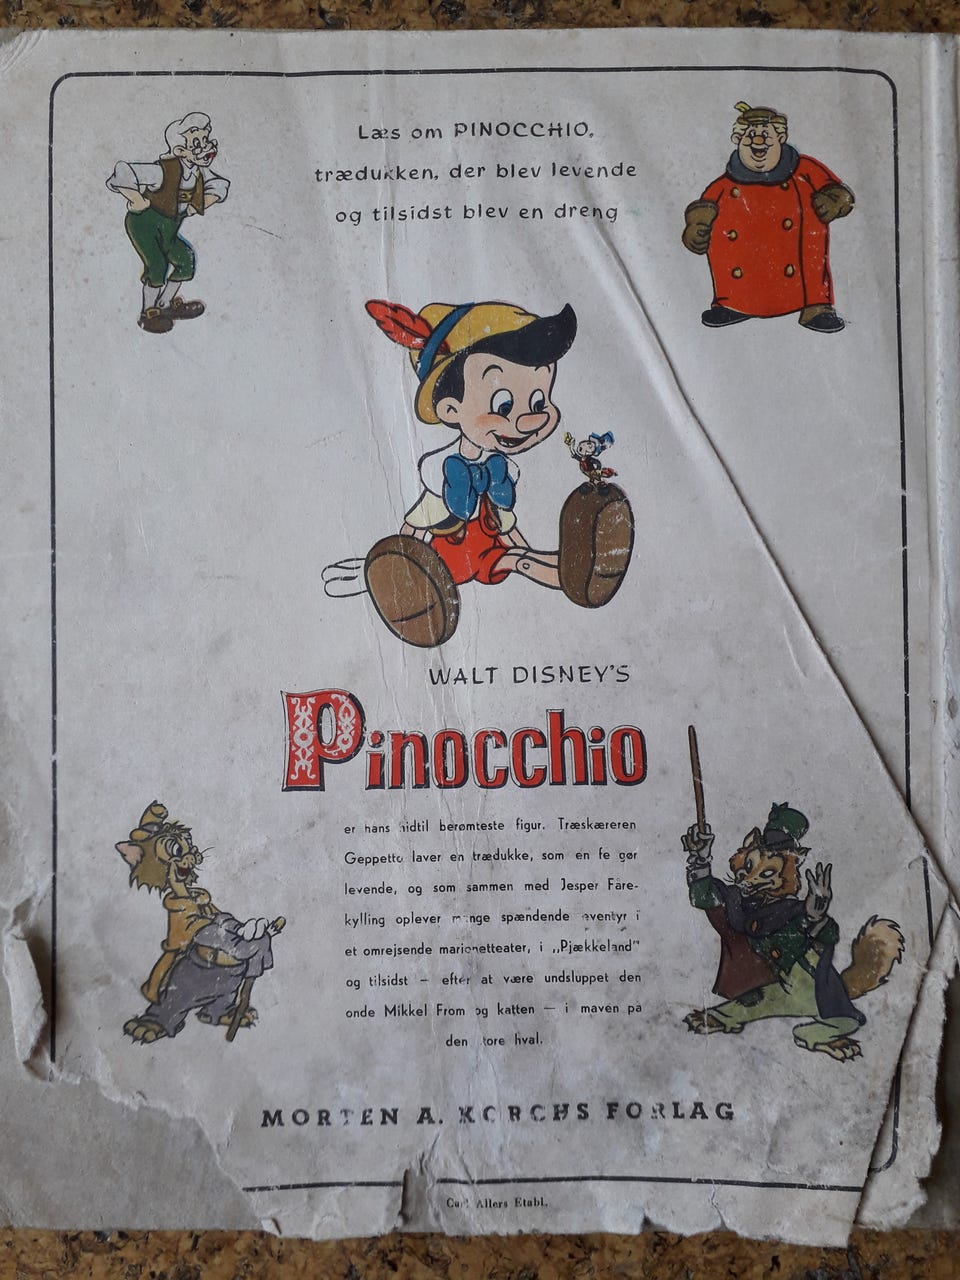 Læs om PINOCCHIO,
trædukken, der blev levende
og tilsidst blev en dreng
WALT DISNEY'S
Pinocchio
er hans hidtil berømteste figur. Træskæreren
Geppetto laver en trædukke, som en fe gør
levende, og som sammen med Jesper Fåre-
kylling oplever mange spændende eventyr i
et omrejsende marionetteater, i „Pjækkeland"
og tilsidst — efter at være undsluppet den
onde Mikkel From og katten — i maven på
den store hval.
MORTEN A. KORCHS FORLAG
Carl Allers Etabl.